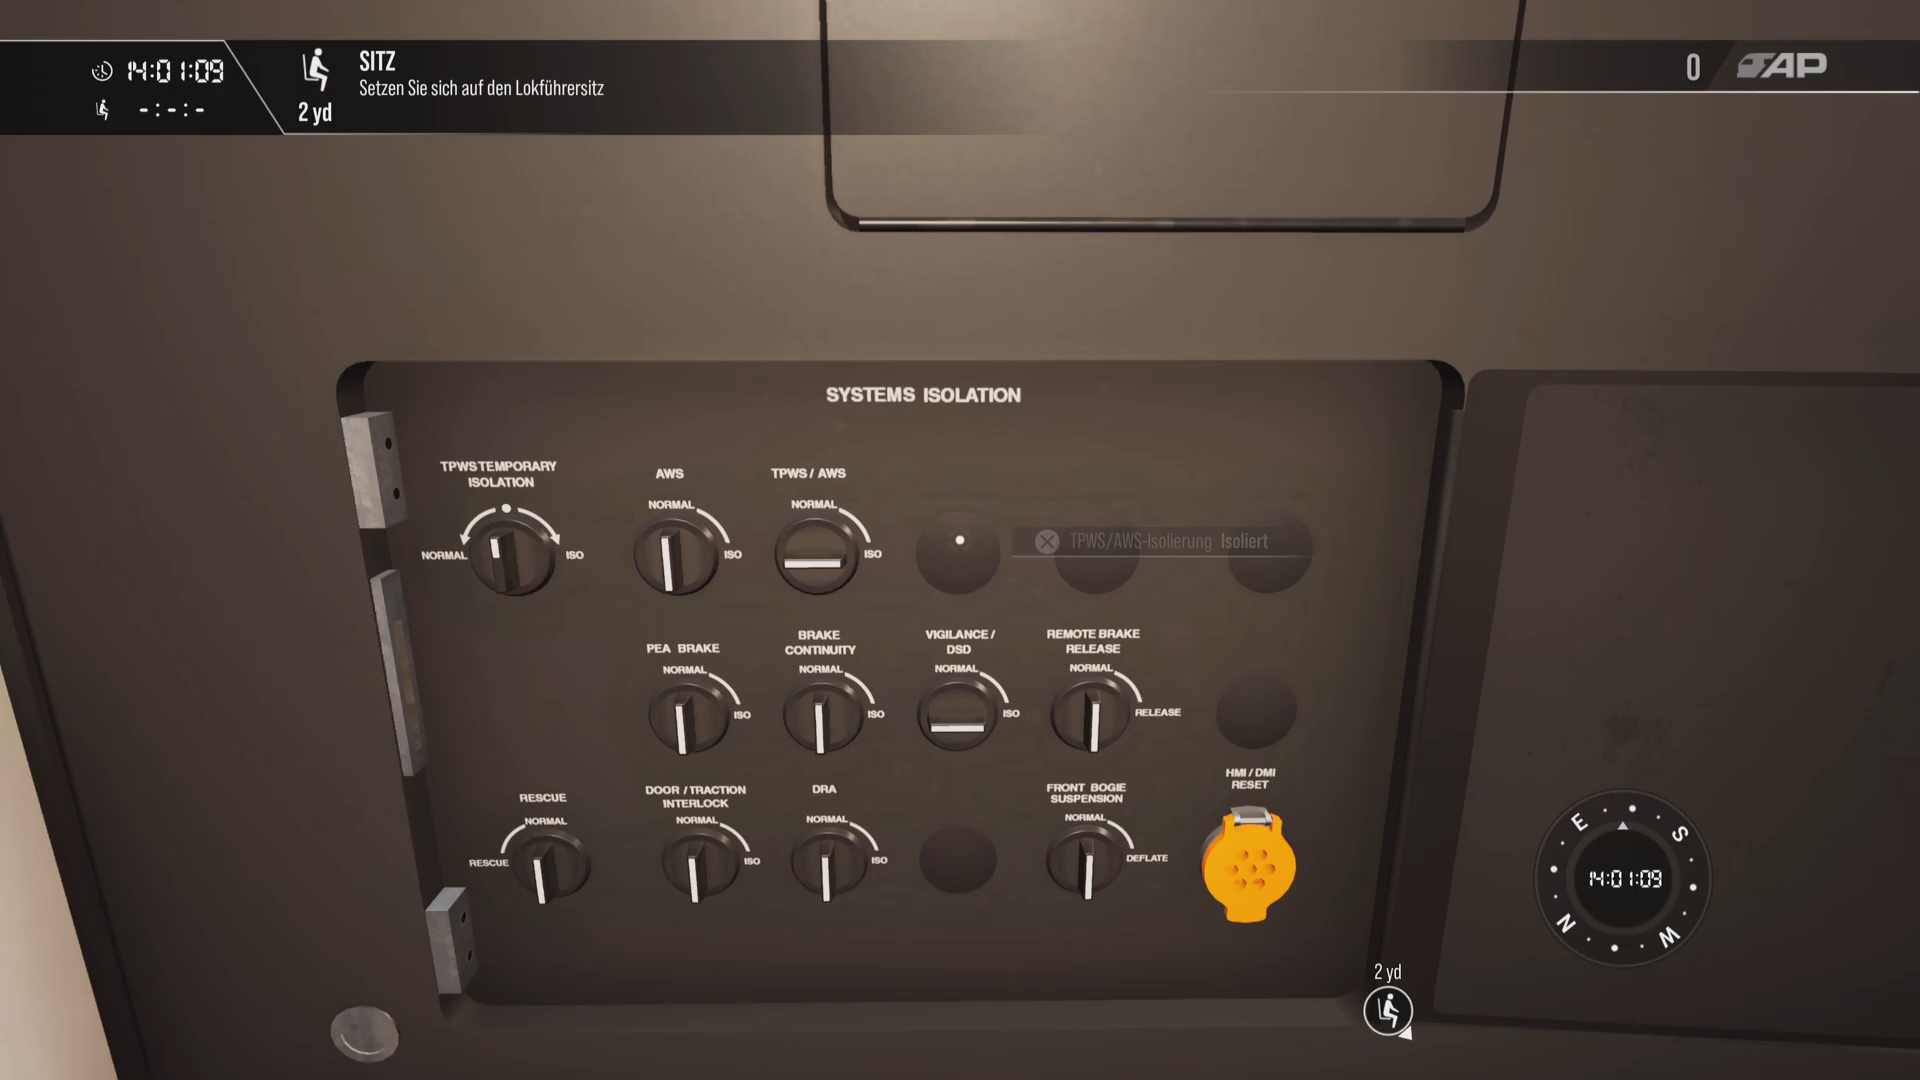 14:01:09
- : - : -
SITZ
Setzen Sie sich auf den Lokführersitz
2 yd
0 AP
SYSTEMS ISOLATION
TPWS TEMPORARY
ISOLATION
NORMAL
ISO
AWS
NORMAL
ISO
TPWS / AWS
NORMAL
ISO
TPWS/AWS-Isolierung Isoliert
PEA BRAKE
NORMAL
ISO
BRAKE
CONTINUITY
NORMAL
ISO
VIGILANCE /
DSD
NORMAL
ISO
REMOTE BRAKE
RELEASE
NORMAL
RELEASE
RESCUE
NORMAL
RESCUE
DOOR / TRACTION
INTERLOCK
NORMAL
ISO
DRA
NORMAL
ISO
FRONT BOGIE
SUSPENSION
NORMAL
DEFLATE
HMI / DMI
RESET
E
S
14:01:09
N
W
2 yd